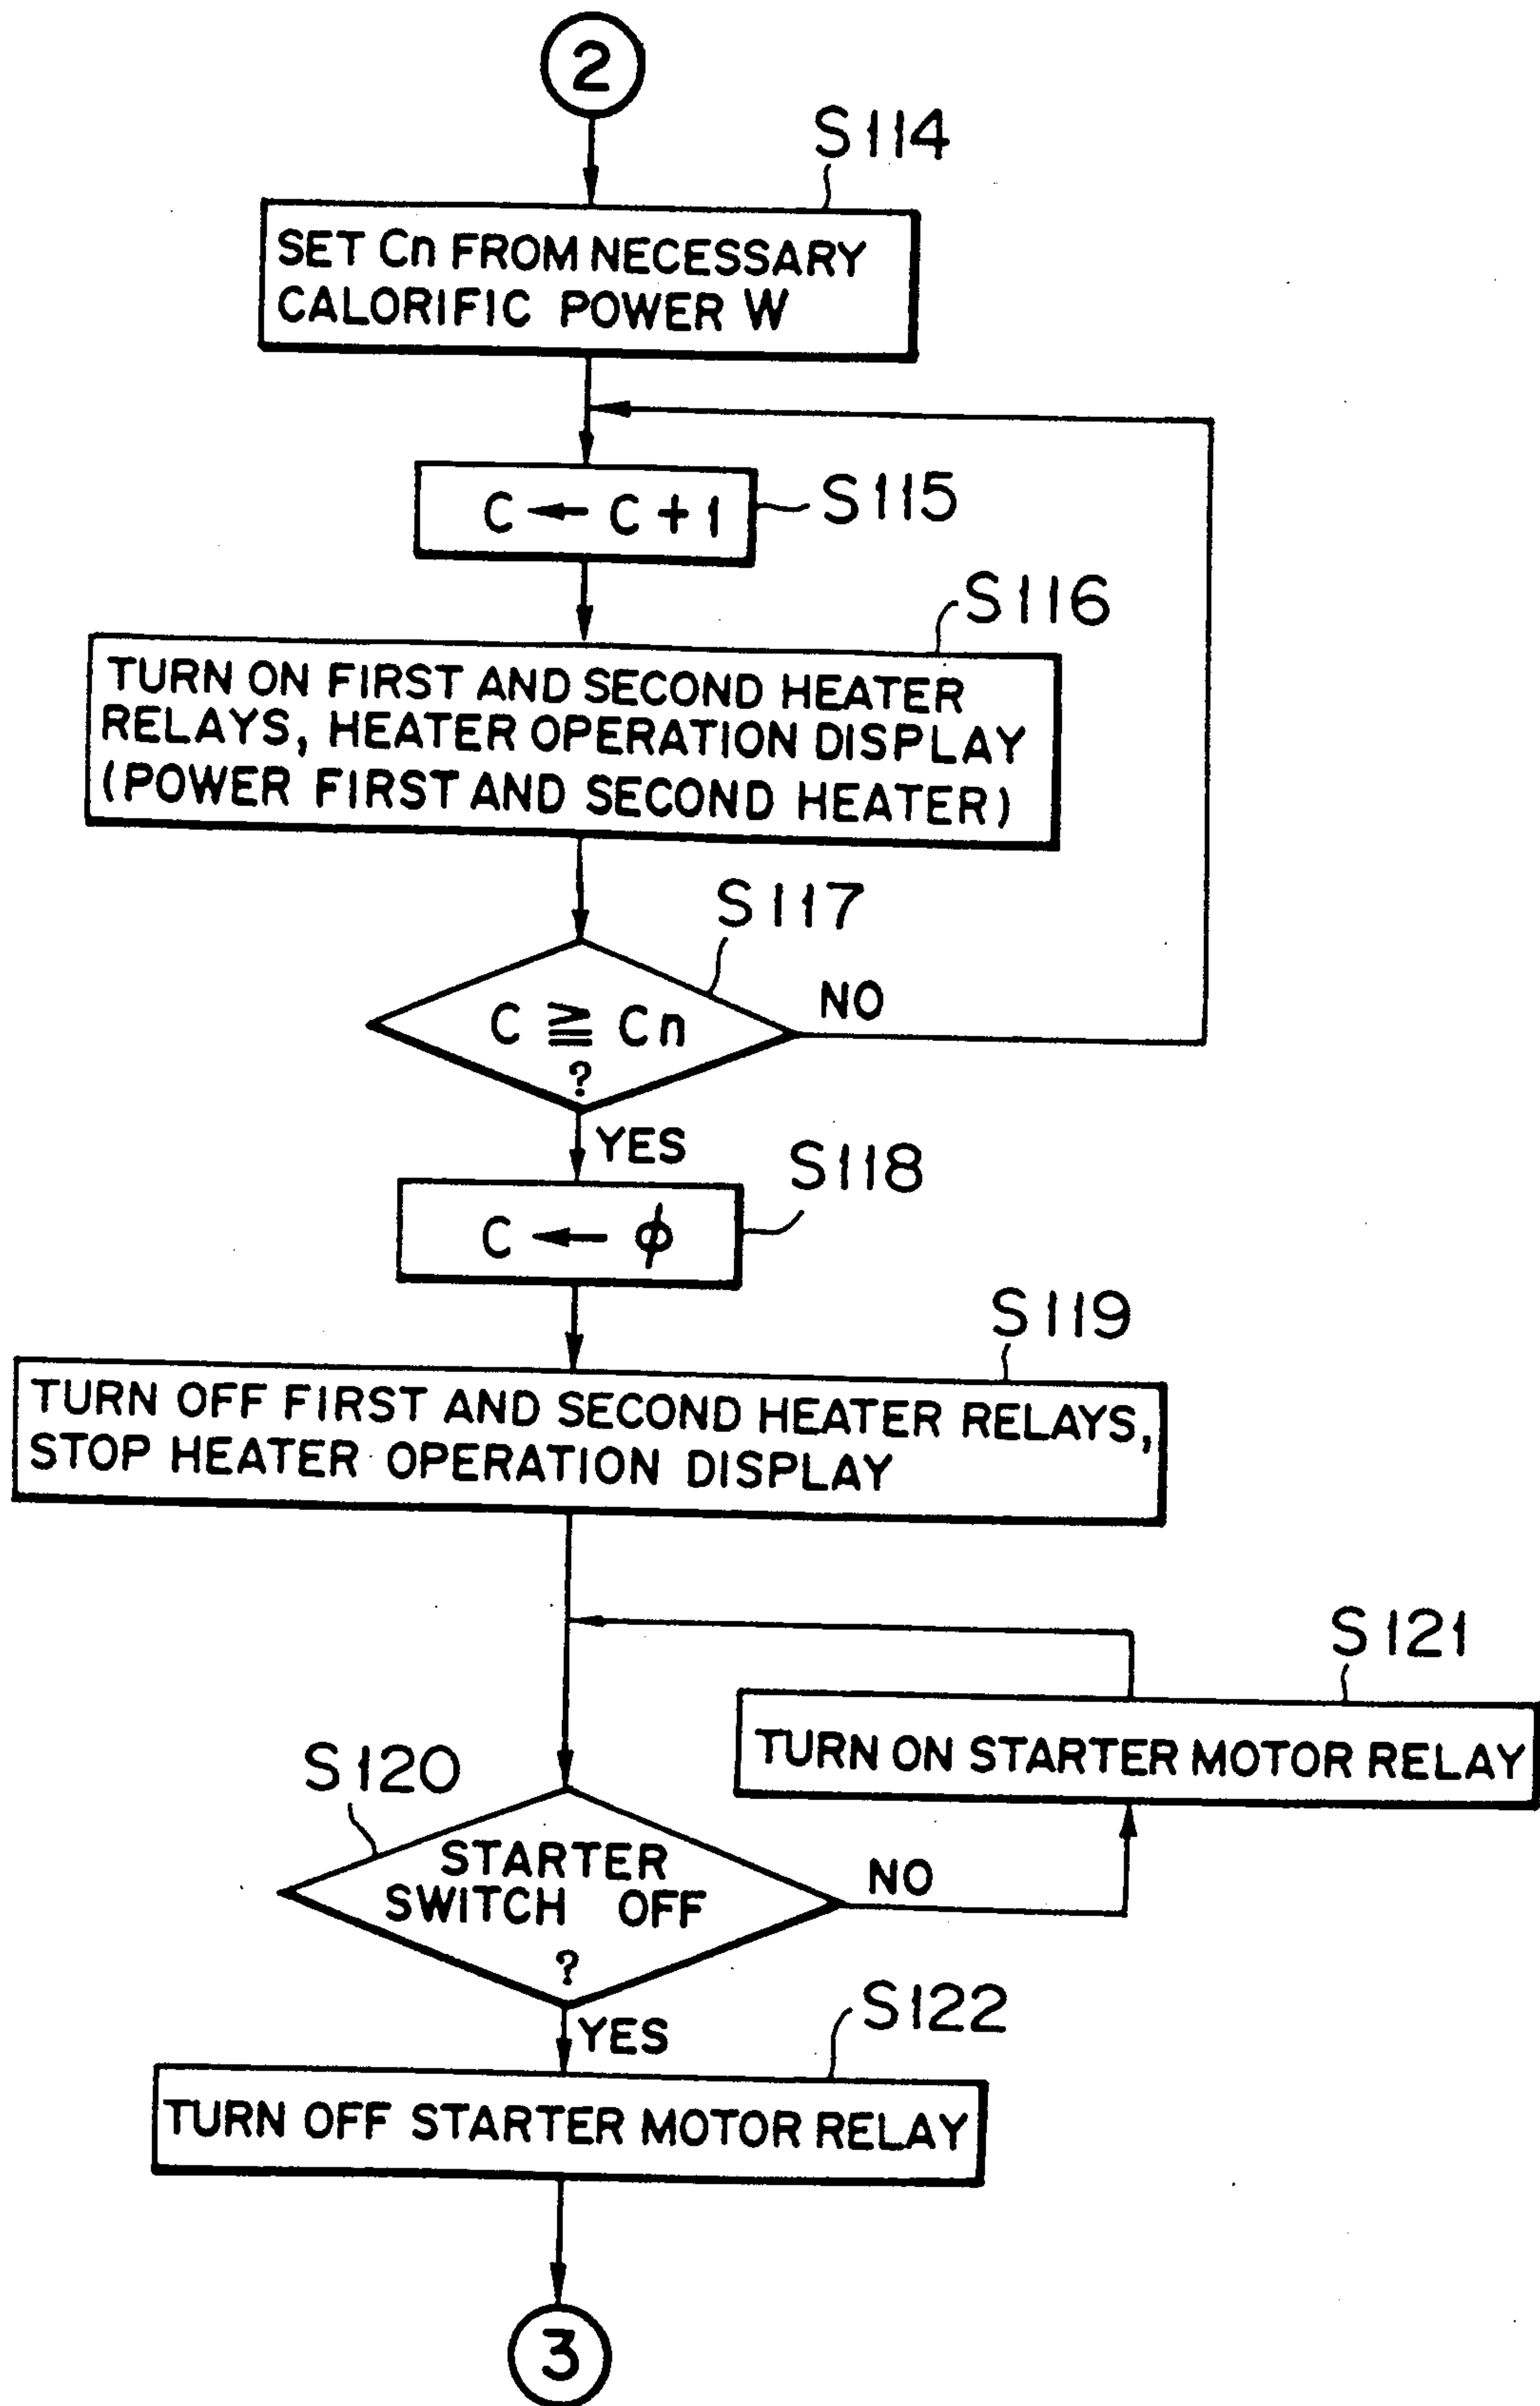 2
S114
SET Cn FROM NECESSARY
CALORIFIC POWER W
C ← C + 1
S115
S116
TURN ON FIRST AND SECOND HEATER
RELAYS, HEATER OPERATION DISPLAY
(POWER FIRST AND SECOND HEATER)
S117
C ≧ Cn
?
NO
YES
S118
C ← ϕ
S119
TURN OFF FIRST AND SECOND HEATER RELAYS,
STOP HEATER OPERATION DISPLAY
S121
TURN ON STARTER MOTOR RELAY
S120
STARTER
SWITCH OFF
?
NO
YES
S122
TURN OFF STARTER MOTOR RELAY
3